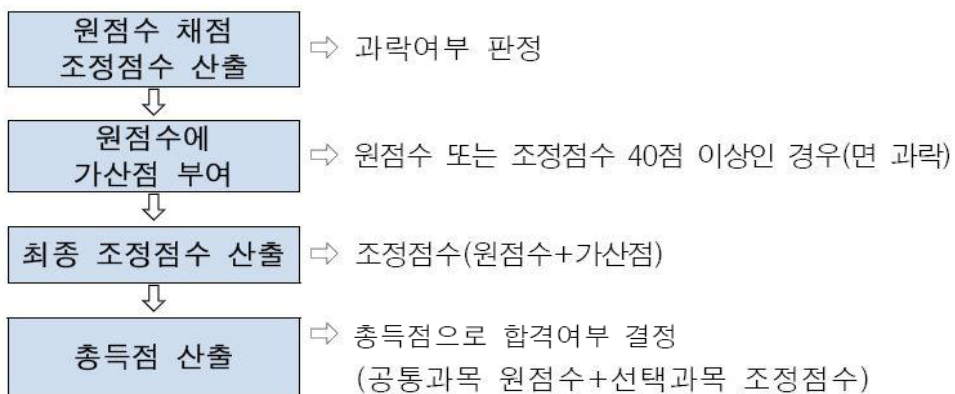 원점수 채점
조정점수 산출
⇨ 과락여부 판정
원점수에
가산점 부여
⇨ 원점수 또는 조정점수 40점 이상인 경우(면 과락)
최종 조정점수 산출
⇨ 조정점수(원점수+가산점)
총득점 산출
⇨ 총득점으로 합격여부 결정
(공통과목 원점수+선택과목 조정점수)